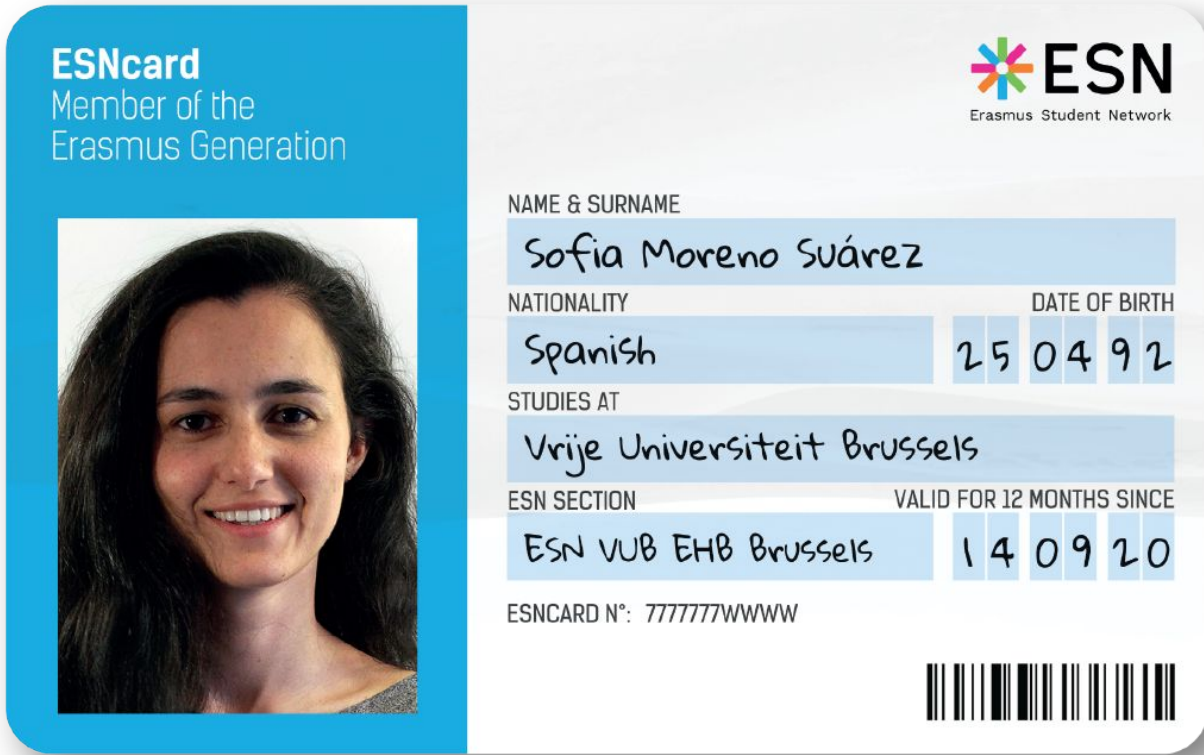 ESNcard
Member of the
Erasmus Generation
ESN
Erasmus Student Network
NAME & SURNAME
Sofia Moreno Suárez
NATIONALITY DATE OF BIRTH
Spanish 250492
STUDIES AT
Vrije Universiteit Brussels
ESN SECTION VALID FOR 12 MONTHS SINCE
ESN VUB EHB Brussels 140920
ESNCARD N°: 7777777WWWW